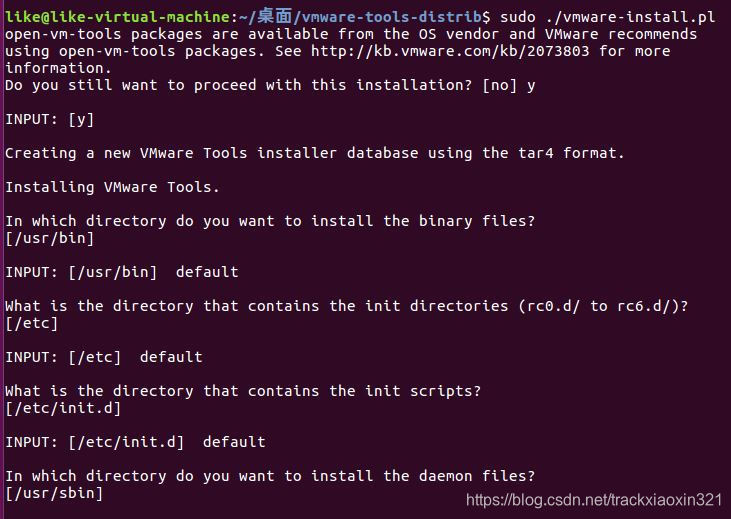 like@like-virtual-machine:~/桌面/vmware-tools-distrib$ sudo ./vmware-install.pl
open-vm-tools packages are available from the OS vendor and VMware recommends
using open-vm-tools packages. See http://kb.vmware.com/kb/2073803 for more
information.
Do you still want to proceed with this installation? [no] y
INPUT: [y]
Creating a new VMware Tools installer database using the tar4 format.
Installing VMware Tools.
In which directory do you want to install the binary files?
[/usr/bin]
INPUT: [/usr/bin]  default
What is the directory that contains the init directories (rc0.d/ to rc6.d/)?
[/etc]
INPUT: [/etc]  default
What is the directory that contains the init scripts?
[/etc/init.d]
INPUT: [/etc/init.d]  default
In which directory do you want to install the daemon files?
[/usr/sbin]
https://blog.csdn.net/trackxiaoxin321